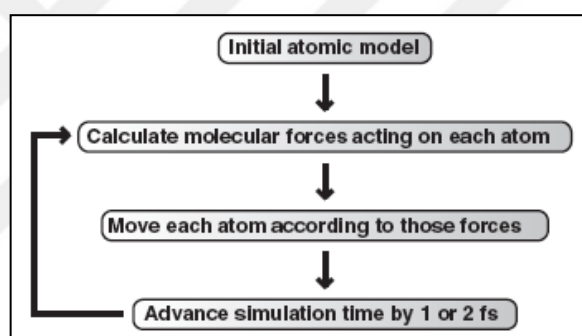 Initial atomic model
Calculate molecular forces acting on each atom
Move each atom according to those forces
Advance simulation time by 1 or 2 fs